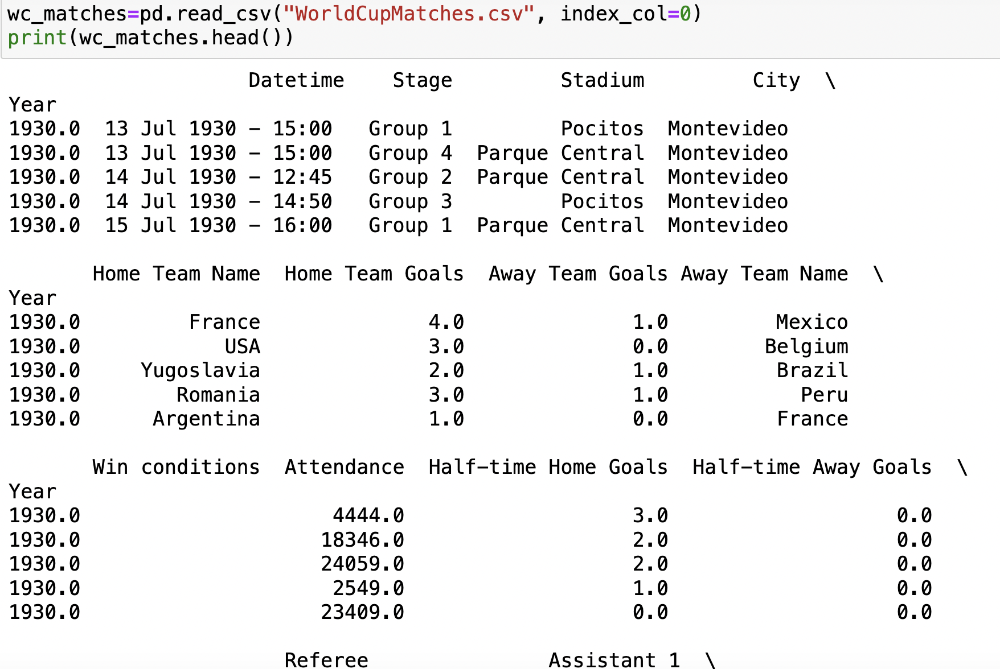 wc_matches=pd.read_csv("WorldCupMatches.csv", index_col=0)
print(wc_matches.head())
Datetime Stage Stadium City \
Year
1930.0 13 Jul 1930 - 15:00 Group 1 Pocitos Montevideo
1930.0 13 Jul 1930 - 15:00 Group 4 Parque Central Montevideo
1930.0 14 Jul 1930 - 12:45 Group 2 Parque Central Montevideo
1930.0 14 Jul 1930 - 14:50 Group 3 Pocitos Montevideo
1930.0 15 Jul 1930 - 16:00 Group 1 Parque Central Montevideo
Home Team Name Home Team Goals Away Team Goals Away Team Name \
Year
1930.0 France 4.0 1.0 Mexico
1930.0 USA 3.0 0.0 Belgium
1930.0 Yugoslavia 2.0 1.0 Brazil
1930.0 Romania 3.0 1.0 Peru
1930.0 Argentina 1.0 0.0 France
Win conditions Attendance Half-time Home Goals Half-time Away Goals \
Year
1930.0 4444.0 3.0 0.0
1930.0 18346.0 2.0 0.0
1930.0 24059.0 2.0 0.0
1930.0 2549.0 1.0 0.0
1930.0 23409.0 0.0 0.0
Referee Assistant 1 \